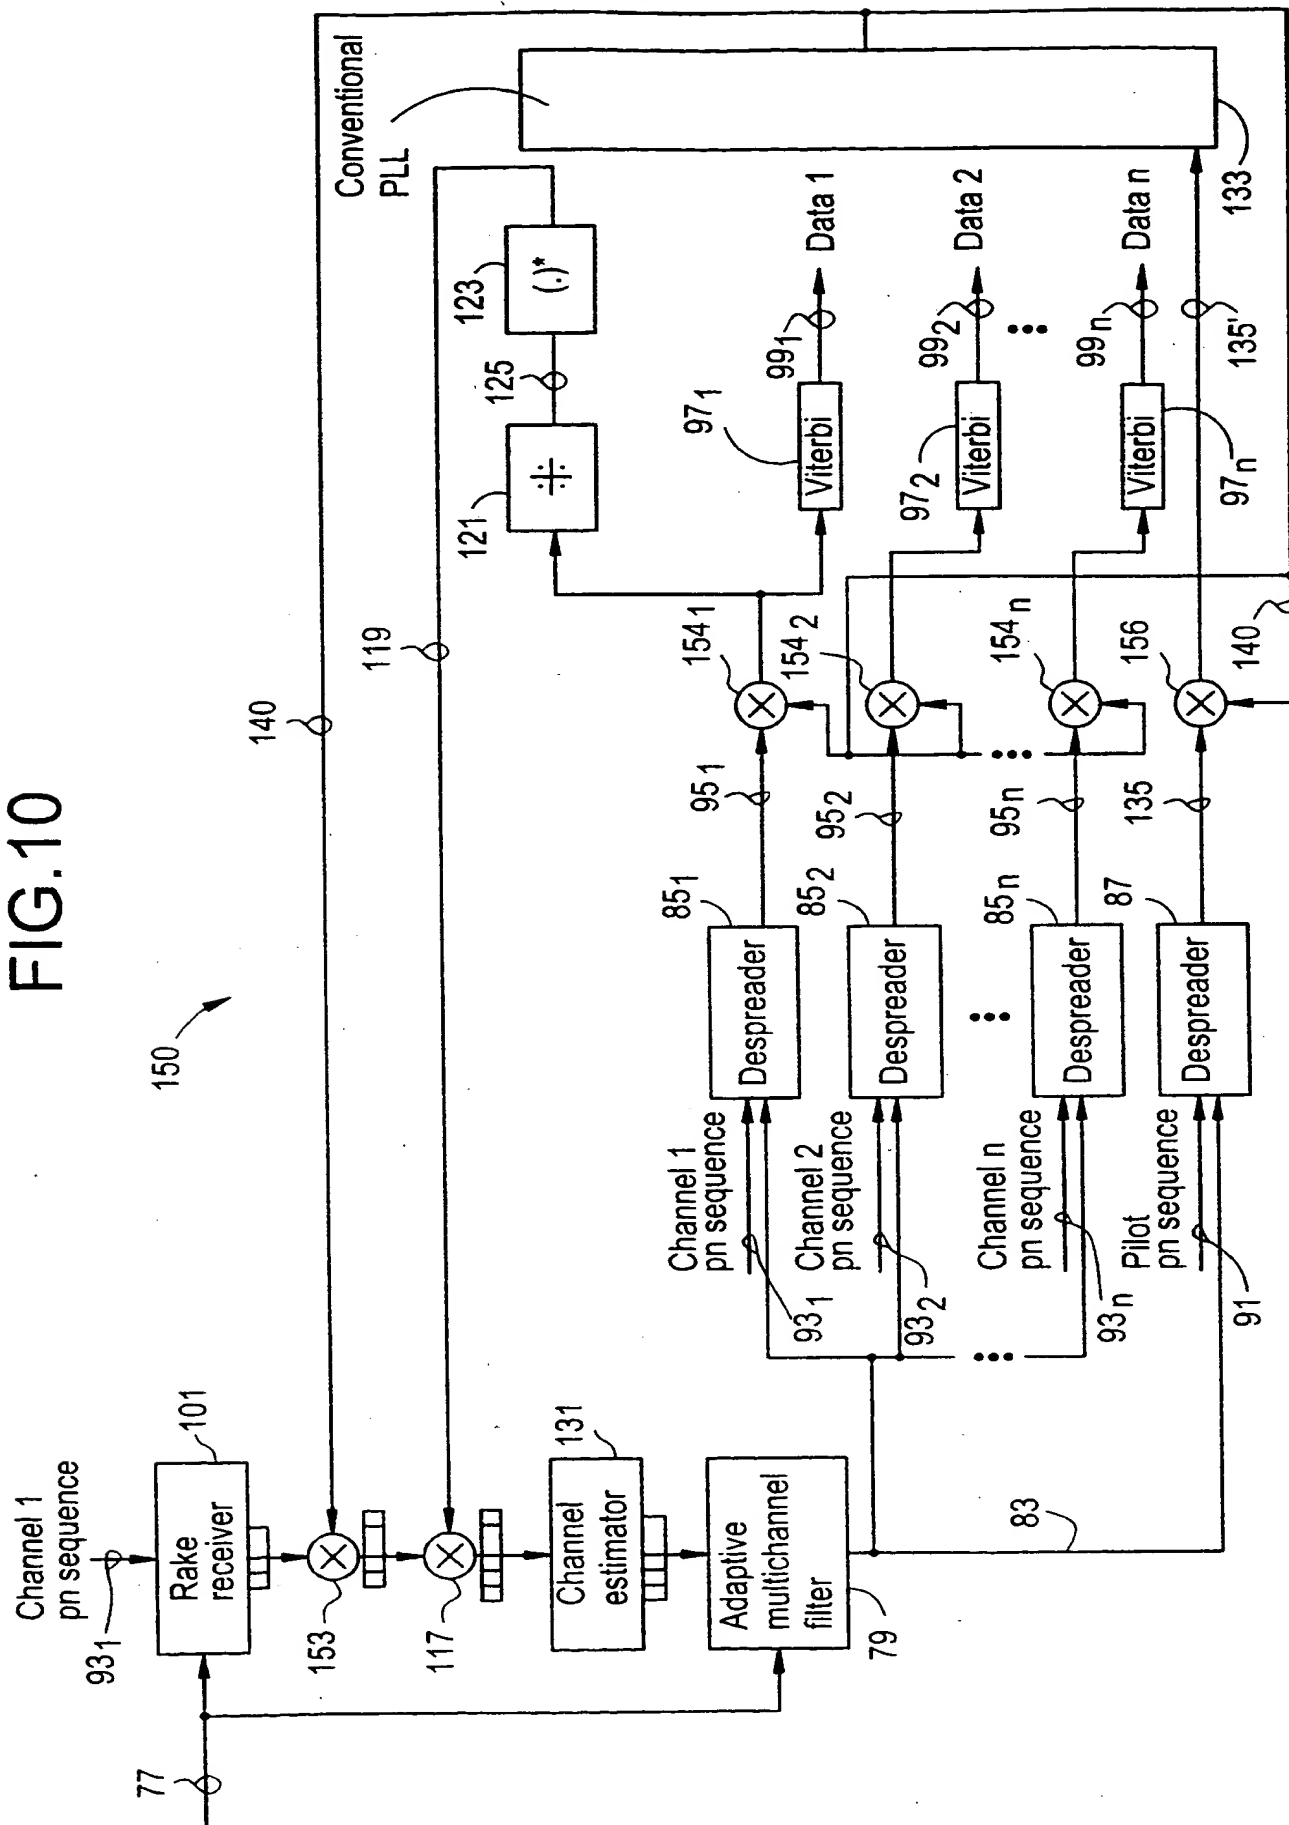 FIG.10
150
Conventional
PLL
140
119
121
125
123
(.)*
133
Channel 1
pn sequence
93₁
77
Rake
receiver
101
153
117
Channel
estimator
131
Adaptive
multichannel
filter
79
83
Channel 1
pn sequence
93₁
Despreader
85₁
95₁
154₁
Viterbi
97₁
99₁
Data 1
Channel 2
pn sequence
93₂
Despreader
85₂
95₂
154₂
Viterbi
97₂
99₂
Data 2
Channel n
pn sequence
93ₙ
Despreader
85ₙ
95ₙ
154ₙ
Viterbi
97ₙ
99ₙ
Data n
Pilot
pn sequence
91
Despreader
87
135
156
135'
140